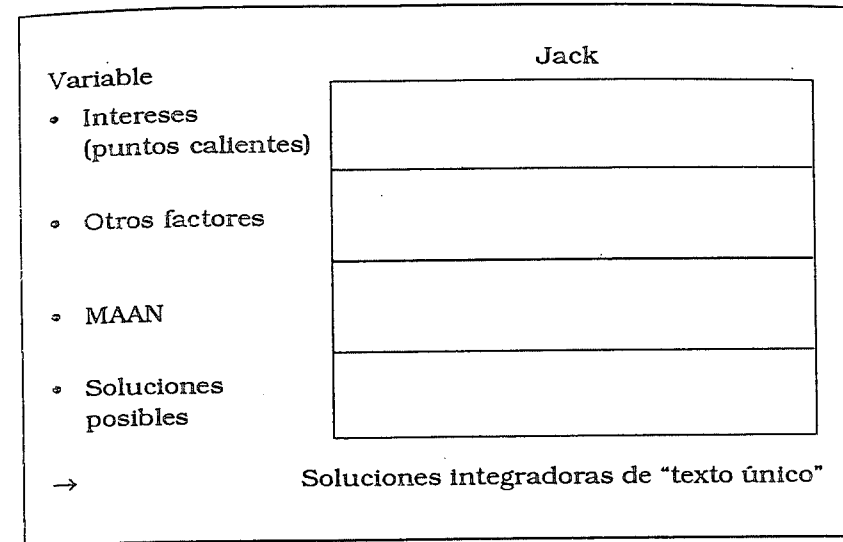 Jack
Variable
• Intereses
(puntos calientes)
• Otros factores
• MAAN
• Soluciones
posibles
→ Soluciones integradoras de “texto único”